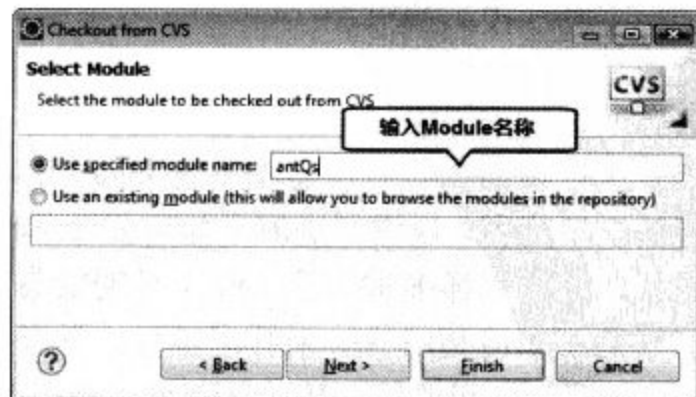 Checkout from CVS
Select Module
Select the module to be checked out from CVS
CVS
输入Module名称
Use specified module name: antQs
Use an existing module (this will allow you to browse the modules in the repository)
?
< Back
Next >
Finish
Cancel